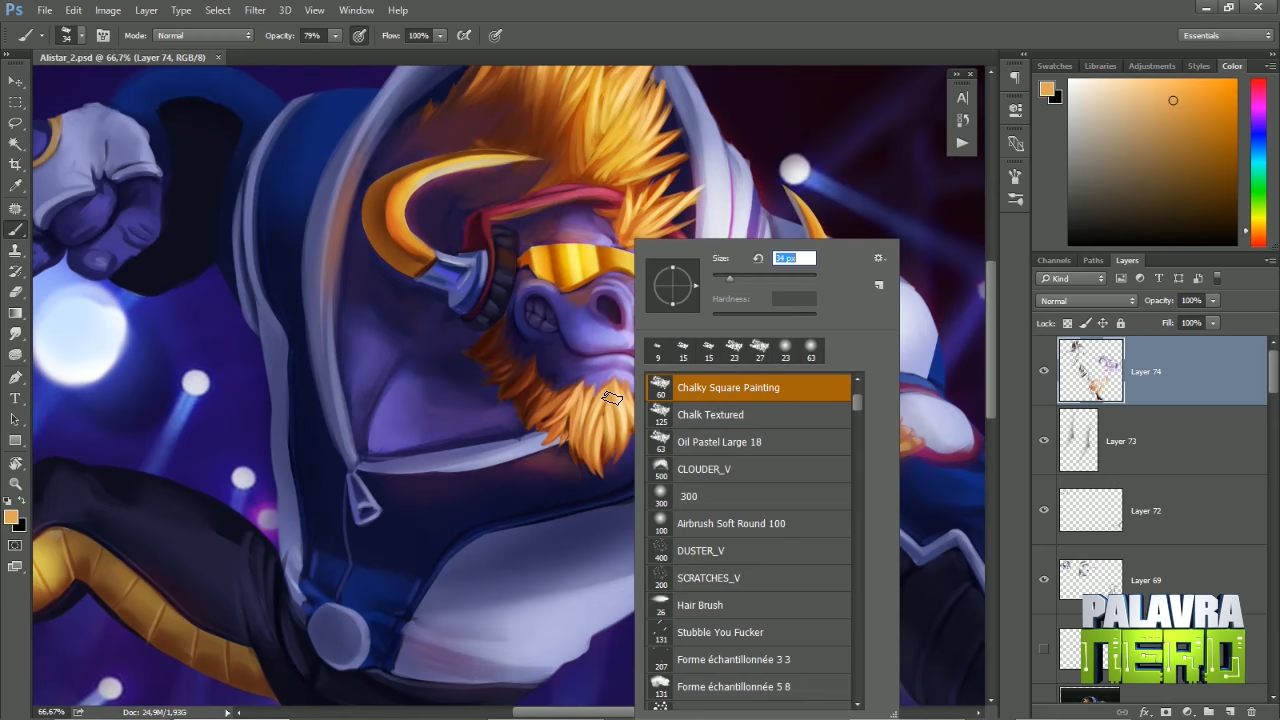 Ps File Edit Image Layer Type Select Filter 3D View Window Help
34 Mode: Normal Opacity: 79% Flow: 100% Essentials
Alistar_2.psd @ 66,7% (Layer 74, RGB/8)
Swatches Libraries Adjustments Styles Color
Size: 34 px
Hardness:
9 15 15 23 27 23 63
60 Chalky Square Painting
125 Chalk Textured
63 Oil Pastel Large 18
500 CLOUDER_V
300 300
100 Airbrush Soft Round 100
400 DUSTER_V
200 SCRATCHES_V
26 Hair Brush
131 Stubble You Fucker
207 Forme échantillonnée 3 3
131 Forme échantillonnée 5 8
Channels Paths Layers
Kind
Normal Opacity: 100%
Lock: Fill: 100%
Layer 74
Layer 73
Layer 72
Layer 69
PALAVRA
NERD
66,67% Doc: 24,9M/1,93G